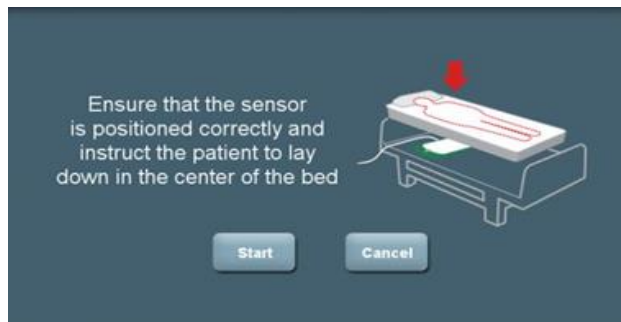 Ensure that the sensor
is positioned correctly and
instruct the patient to lay
down in the center of the bed
Start
Cancel